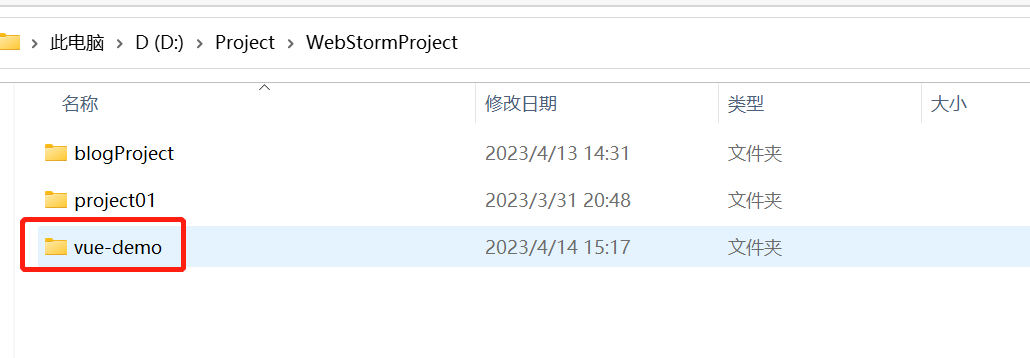 此电脑 > D (D:) > Project > WebStormProject
名称 修改日期 类型 大小
blogProject 2023/4/13 14:31 文件夹
project01 2023/3/31 20:48 文件夹
vue-demo 2023/4/14 15:17 文件夹